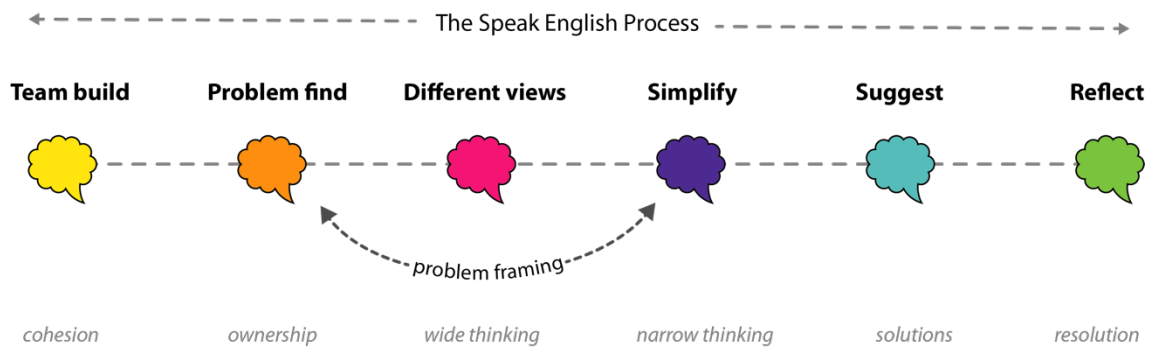 The Speak English Process
Team build Problem find Different views Simplify Suggest Reflect
problem framing
cohesion ownership wide thinking narrow thinking solutions resolution